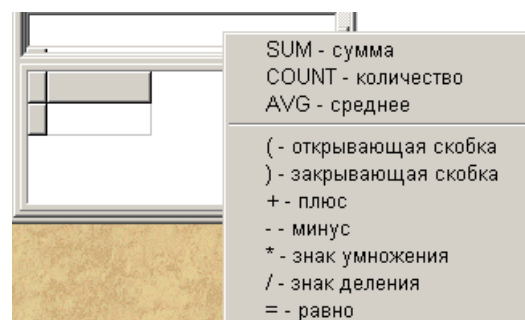 SUM - сумма
COUNT - количество
AVG - среднее
( - открывающая скобка
) - закрывающая скобка
+ - плюс
- - минус
* - знак умножения
/ - знак деления
= - равно